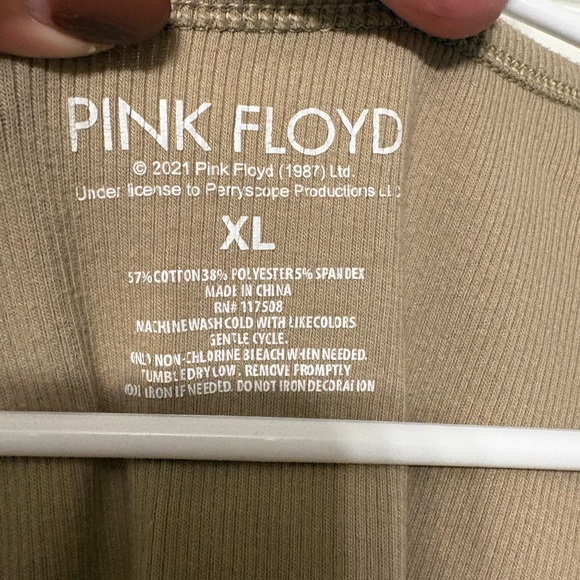 PINK FLOYD
© 2021 Pink Floyd (1987) Ltd.
Under license to Perryscope Productions LLC
XL
57% COTTON 38% POLYESTER 5% SPANDEX
MADE IN CHINA
RN# 117508
MACHINE WASH COLD WITH LIKE COLORS
GENTLE CYCLE.
ONLY NON-CHLORINE BLEACH WHEN NEEDED.
TUMBLE DRY LOW. REMOVE PROMPTLY
COOL IRON IF NEEDED. DO NOT IRON DECORATION